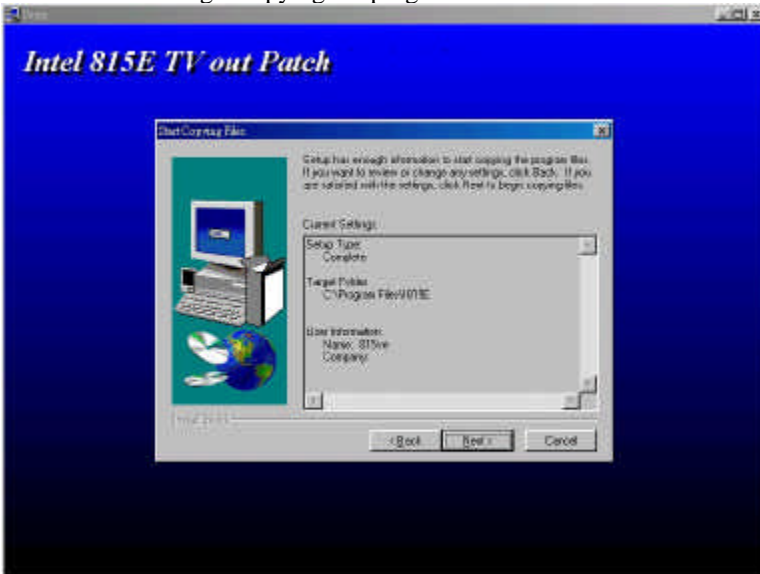 Intel 815E TV out Patch
Start Copying Files
Setup has enough information to start copying the program files.
If you want to review or change any settings, click Back. If you
are satisfied with the settings, click Next to begin copying files.
Current Settings:
Setup Type:
Complete
Target Folder
C:\Program Files\
User Information:
Name: 815ve
Company:
< Back
Next >
Cancel